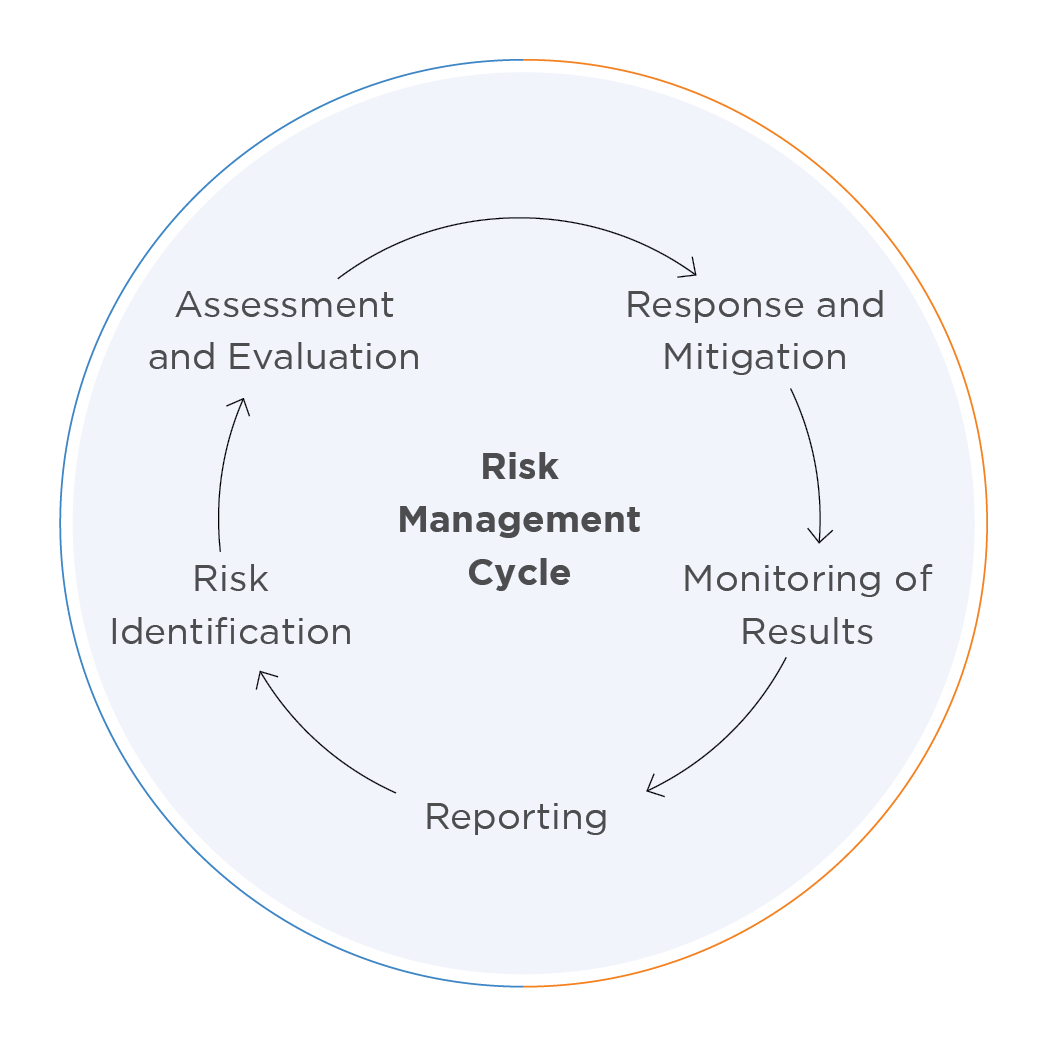 Assessment
and Evaluation
Response and
Mitigation
Risk
Management
Cycle
Risk
Identification
Monitoring of
Results
Reporting